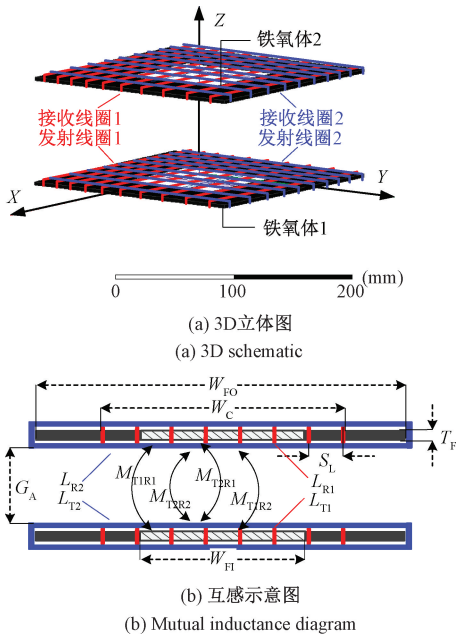 Z
铁氧体2
接收线圈1
发射线圈1
接收线圈2
发射线圈2
X
Y
铁氧体1
0 100 200 (mm)
(a) 3D立体图
(a) 3D schematic
W_FO
W_C
T_F
G_A
L_R2
L_T2
M_T1R1
M_T2R2
M_T2R1
M_T1R2
S_L
L_R1
L_T1
W_FI
(b) 互感示意图
(b) Mutual inductance diagram